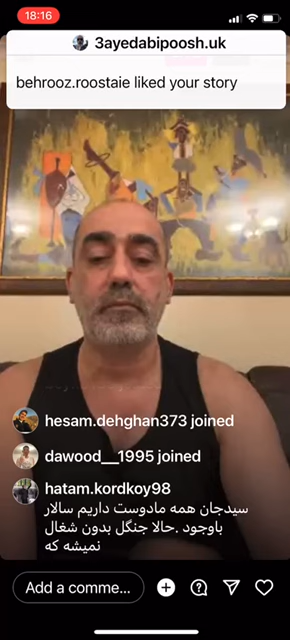 18:16
3ayedabipoosh.uk
behrooz.roostaie liked your story
hesam.dehghan373 joined
dawood__1995 joined
hatam.kordkoy98
سیدجان همه مادوست داریم سالار
باوجود .حالا جنگل بدون شغال
نمیشه که
Add a comme...